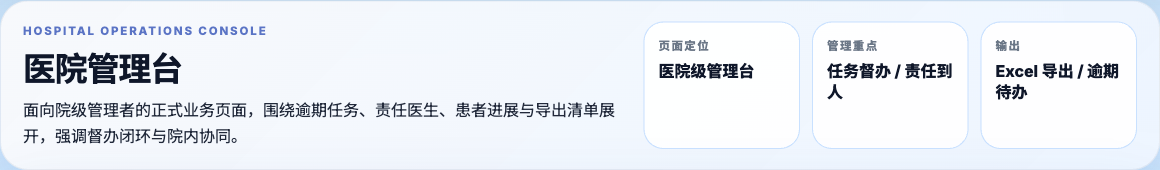 HOSPITAL OPERATIONS CONSOLE
医院管理台
面向院级管理者的正式业务页面，围绕逾期任务、责任医生、患者进展与导出清单展
开，强调督办闭环与院内协同。
页面定位
医院级管理台
管理重点
任务督办 / 责任到
人
输出
Excel 导出 / 逾期
待办